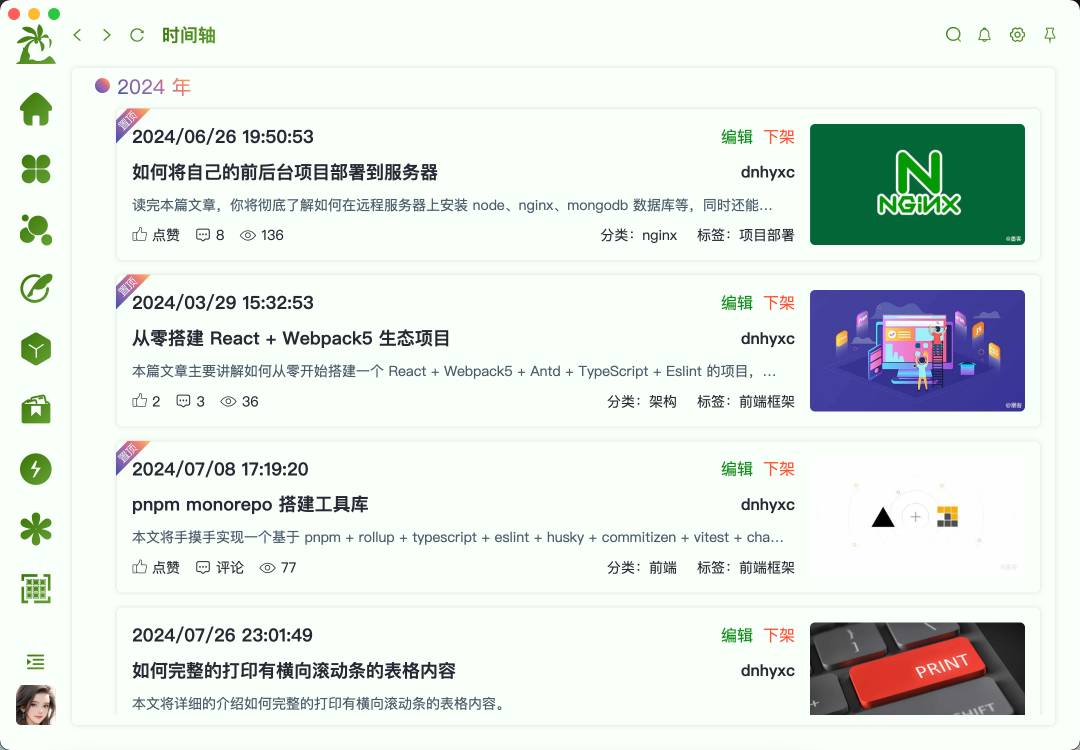 时间轴
2024 年
置顶
2024/06/26 19:50:53
编辑 下架
如何将自己的前后台项目部署到服务器
dnhyxc
读完本篇文章，你将彻底了解如何在远程服务器上安装 node、nginx、mongodb 数据库等，同时还能…
点赞 8 136
分类：nginx 标签：项目部署
NGINX
置顶
2024/03/29 15:32:53
编辑 下架
从零搭建 React + Webpack5 生态项目
dnhyxc
本篇文章主要讲解如何从零开始搭建一个 React + Webpack5 + Antd + TypeScript + Eslint 的项目，…
2 3 36
分类：架构 标签：前端框架
置顶
2024/07/08 17:19:20
编辑 下架
pnpm monorepo 搭建工具库
dnhyxc
本文将手摸手实现一个基于 pnpm + rollup + typescript + eslint + husky + commitizen + vitest + cha…
点赞 评论 77
分类：前端 标签：前端框架
2024/07/26 23:01:49
编辑 下架
如何完整的打印有横向滚动条的表格内容
dnhyxc
本文将详细的介绍如何完整的打印有横向滚动条的表格内容。
PRINT
SHIFT